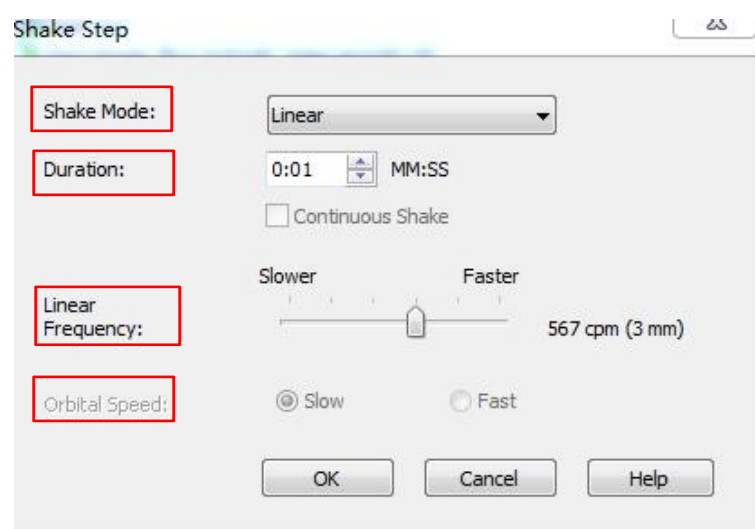 Shake Step
Shake Mode: Linear
Duration: 0:01 MM:SS
Continuous Shake
Slower Faster
Linear
Frequency: 567 cpm (3 mm)
Orbital Speed: Slow Fast
OK Cancel Help